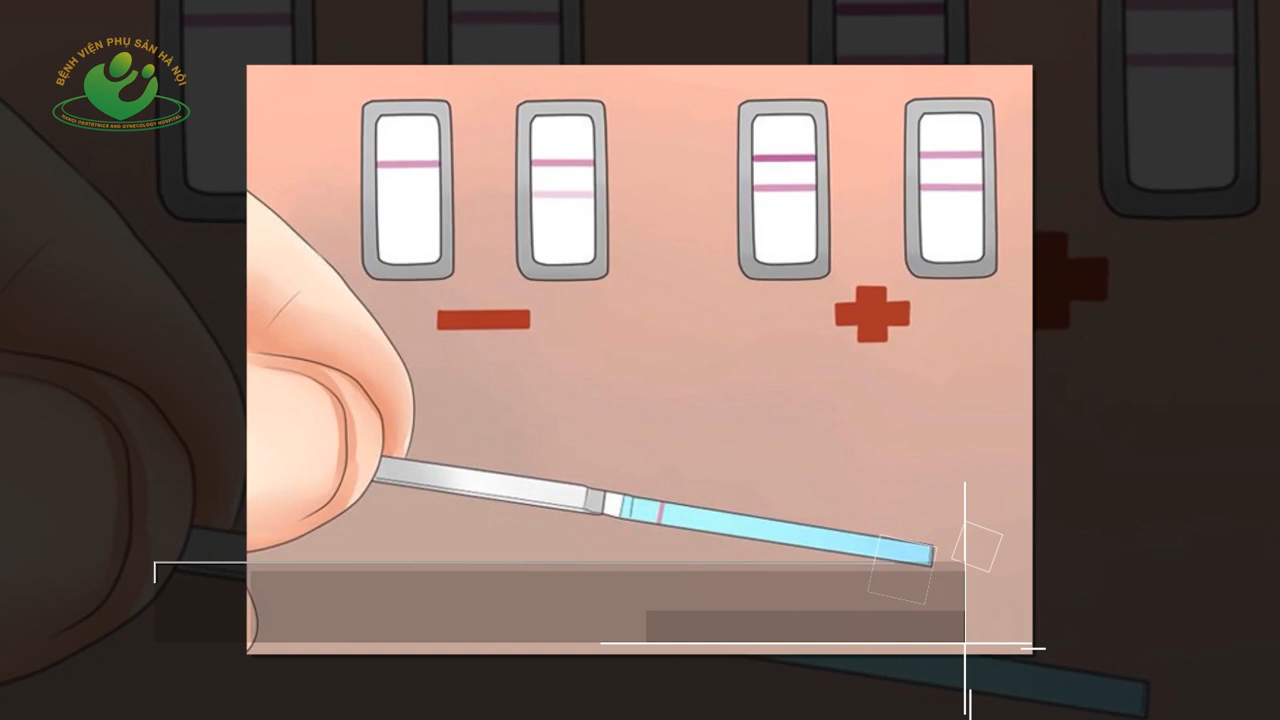 BỆNH VIỆN PHỤ SẢN HÀ NỘI
HANOI OBSTETRICS AND GYNECOLOGY HOSPITAL